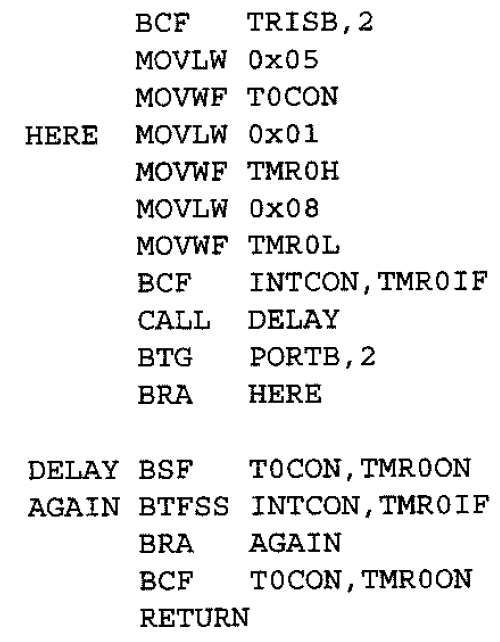 BCF TRISB,2
MOVLW 0x05
MOVWF T0CON
HERE MOVLW 0x01
MOVWF TMR0H
MOVLW 0x08
MOVWF TMR0L
BCF INTCON,TMR0IF
CALL DELAY
BTG PORTB,2
BRA HERE
DELAY BSF T0CON,TMR0ON
AGAIN BTFSS INTCON,TMR0IF
BRA AGAIN
BCF T0CON,TMR0ON
RETURN